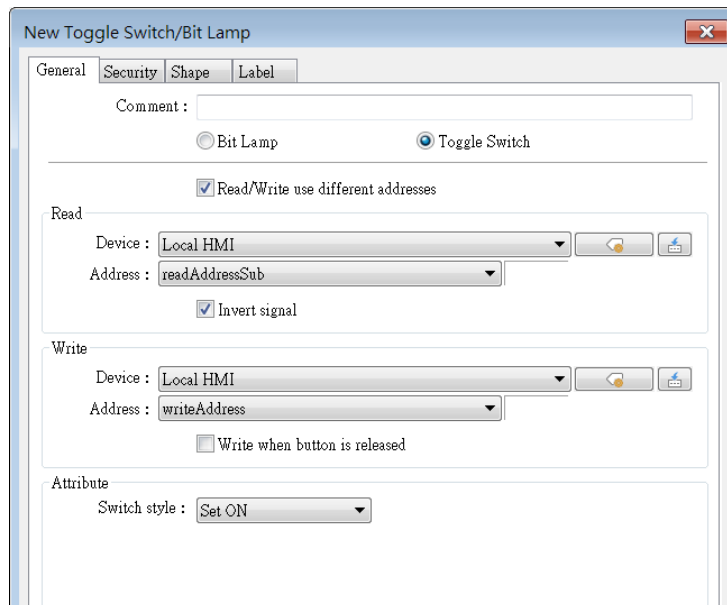 New Toggle Switch/Bit Lamp
General Security Shape Label
Comment :
Bit Lamp Toggle Switch
Read/Write use different addresses
Read
Device : Local HMI
Address : readAddressSub
Invert signal
Write
Device : Local HMI
Address : writeAddress
Write when button is released
Attribute
Switch style : Set ON